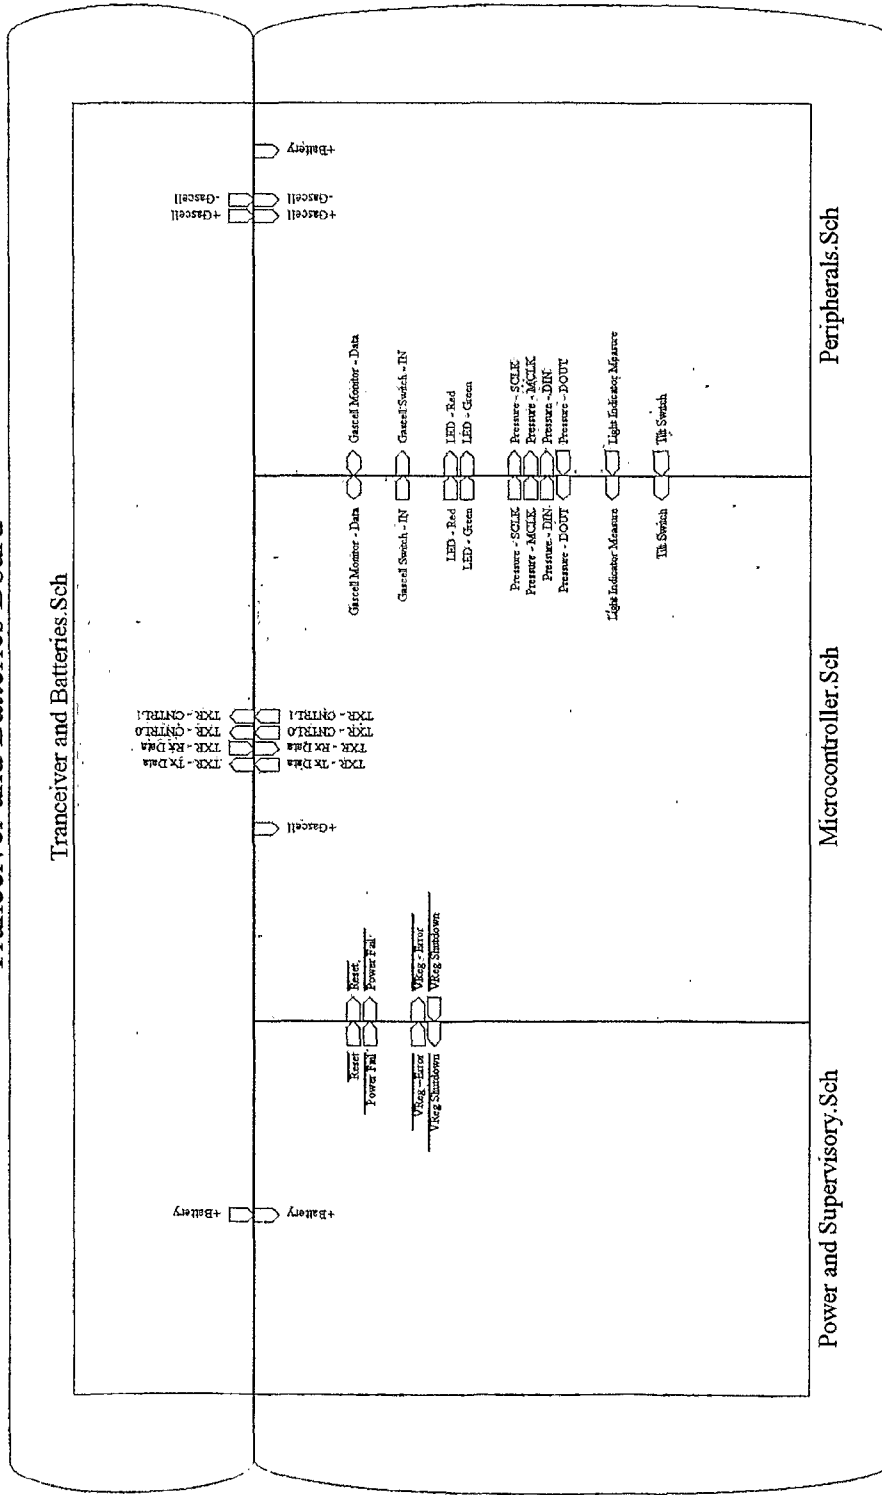 Tranceiver and Batteries Board
Tranceiver and Batteries.Sch
+Battery
TXR - Tx Data
TXR - Rx Data
TXR - CNTRL0
TXR - CNTRL1
+Gascell
-Gascell
+Battery
+Gascell
TXR - Tx Data
TXR - Rx Data
TXR - CNTRL0
TXR - CNTRL1
+Gascell
-Gascell
+Battery
Reset
Power Fail
VReg - Error
VReg Shutdown
Reset
Power Fail
VReg - Error
VReg Shutdown
Gascell Monitor - Data
Gascell Switch - IN
LED - Red
LED - Green
Pressure - SCLK
Pressure - MCLK
Pressure - DIN
Pressure - DOUT
Light Indicator Measure
Tilt Switch
Gascell Monitor - Data
Gascell Switch - IN
LED - Red
LED - Green
Pressure - SCLK
Pressure - MCLK
Pressure - DIN
Pressure - DOUT
Light Indicator Measure
Tilt Switch
Power and Supervisory.Sch
Microcontroller.Sch
Peripherals.Sch